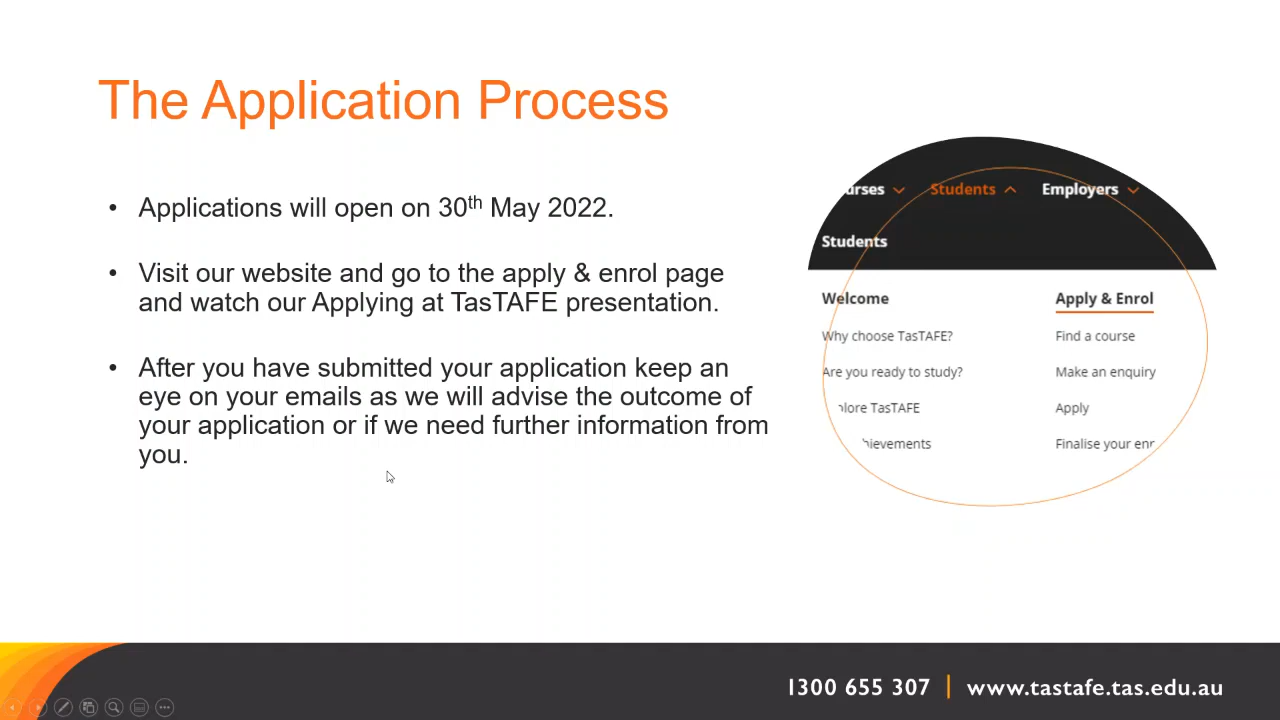 The Application Process
• Applications will open on 30th May 2022.
• Visit our website and go to the apply & enrol page
and watch our Applying at TasTAFE presentation.
• After you have submitted your application keep an
eye on your emails as we will advise the outcome of
your application or if we need further information from
you.
Students Employers
Students
Welcome Apply & Enrol
Why choose TasTAFE? Find a course
Are you ready to study? Make an enquiry
TasTAFE Apply
Finalise your
1300 655 307 | www.tastafe.tas.edu.au